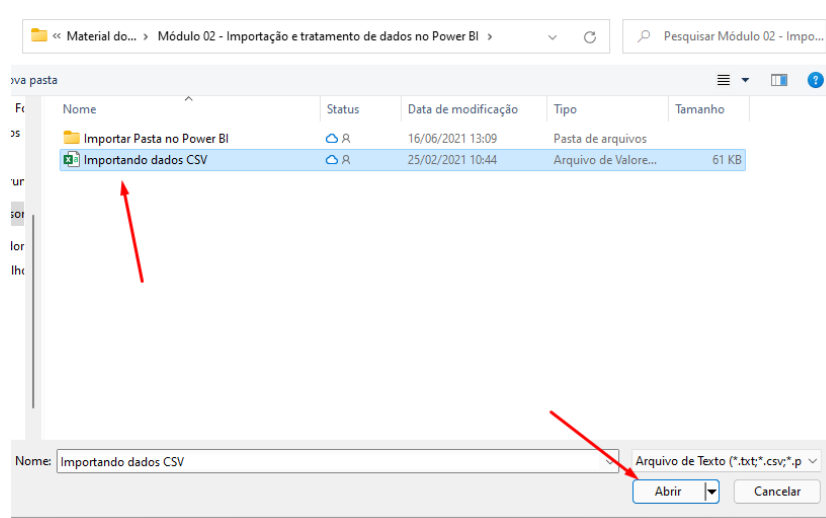 « Material do... › Módulo 02 - Importação e tratamento de dados no Power BI ›
Pesquisar Módulo 02 - Impo...
ova pasta
Nome Status Data de modificação Tipo Tamanho
Importar Pasta no Power BI 16/06/2021 13:09 Pasta de arquivos
Importando dados CSV 25/02/2021 10:44 Arquivo de Valore... 61 KB
Nome: Importando dados CSV
Arquivo de Texto (*.txt;*.csv;*.p
Abrir Cancelar